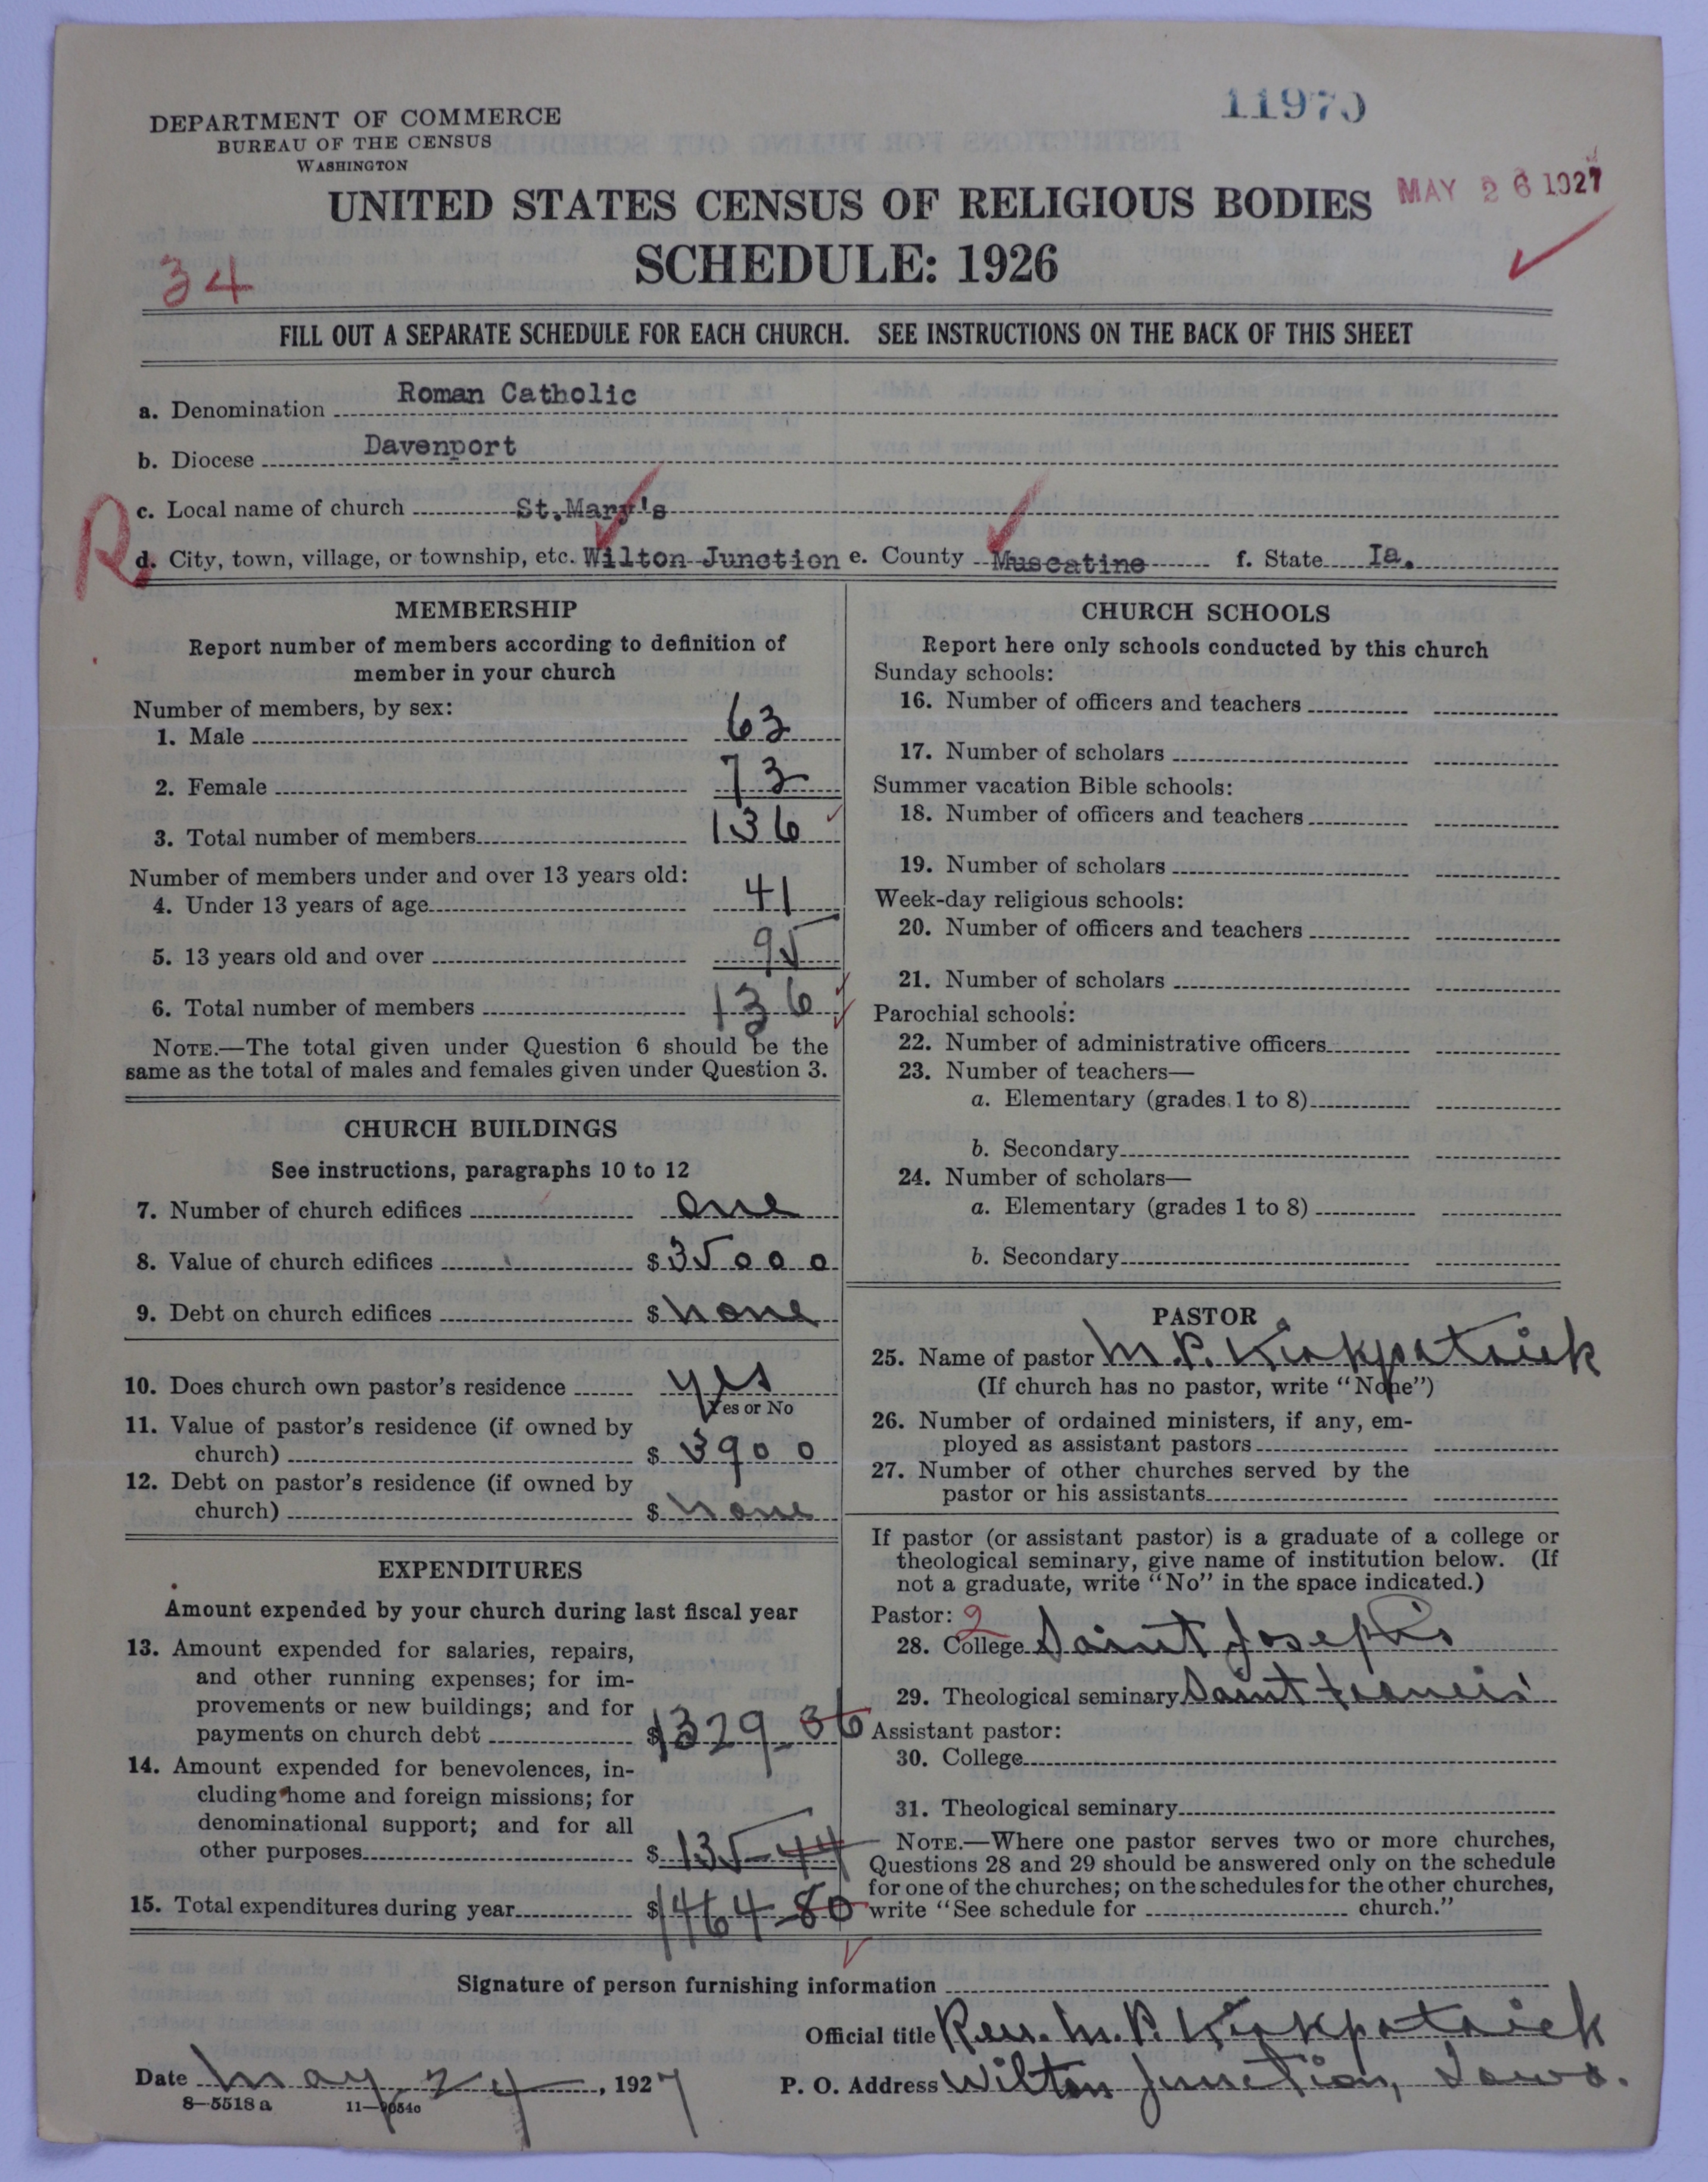 11970
DEPARTMENT OF COMMERCE
BUREAU OF THE CENSUS
WASHINGTON
UNITED STATES CENSUS OF RELIGIOUS BODIES
MAY 26 1927
SCHEDULE: 1926
34
FILL OUT A SEPARATE SCHEDULE FOR EACH CHURCH. SEE INSTRUCTIONS ON THE BACK OF THIS SHEET
a. Denomination Roman Catholic
b. Diocese Davenport
c. Local name of church St.Mary's
R
d. City, town, village, or township, etc. Wilton Junction e. County Muscatine f. State Ia.
MEMBERSHIP
Report number of members according to definition of
member in your church
Number of members, by sex:
1. Male 63
2. Female 73
3. Total number of members 136
Number of members under and over 13 years old:
4. Under 13 years of age 41
5. 13 years old and over 95
6. Total number of members 136
NOTE.—The total given under Question 6 should be the
same as the total of males and females given under Question 3.
CHURCH BUILDINGS
See instructions, paragraphs 10 to 12
7. Number of church edifices one
8. Value of church edifices $35000
9. Debt on church edifices $none
10. Does church own pastor's residence yes
Yes or No
11. Value of pastor's residence (if owned by
church) $3900
12. Debt on pastor's residence (if owned by
church) $none
EXPENDITURES
Amount expended by your church during last fiscal year
13. Amount expended for salaries, repairs,
and other running expenses; for im-
provements or new buildings; and for
payments on church debt $1329-36
14. Amount expended for benevolences, in-
cluding home and foreign missions; for
denominational support; and for all
other purposes $135-44
15. Total expenditures during year $1464-80
CHURCH SCHOOLS
Report here only schools conducted by this church
Sunday schools:
16. Number of officers and teachers
17. Number of scholars
Summer vacation Bible schools:
18. Number of officers and teachers
19. Number of scholars
Week-day religious schools:
20. Number of officers and teachers
21. Number of scholars
Parochial schools:
22. Number of administrative officers
23. Number of teachers—
a. Elementary (grades 1 to 8)
b. Secondary
24. Number of scholars—
a. Elementary (grades 1 to 8)
b. Secondary
PASTOR
25. Name of pastor M. P. Kirkpatrick
(If church has no pastor, write "None")
26. Number of ordained ministers, if any, em-
ployed as assistant pastors
27. Number of other churches served by the
pastor or his assistants
If pastor (or assistant pastor) is a graduate of a college or
theological seminary, give name of institution below. (If
not a graduate, write "No" in the space indicated.)
Pastor: 2
28. College Saint Joseph's
29. Theological seminary Saint Francis'
Assistant pastor:
30. College
31. Theological seminary
NOTE.—Where one pastor serves two or more churches,
Questions 28 and 29 should be answered only on the schedule
for one of the churches; on the schedules for the other churches,
write "See schedule for church."
Signature of person furnishing information
Official title Rev. M. P. Kirkpatrick
Date May 24, 1927 P. O. Address Wilton Junction, Iowa.
8-5518 a 11-9054o